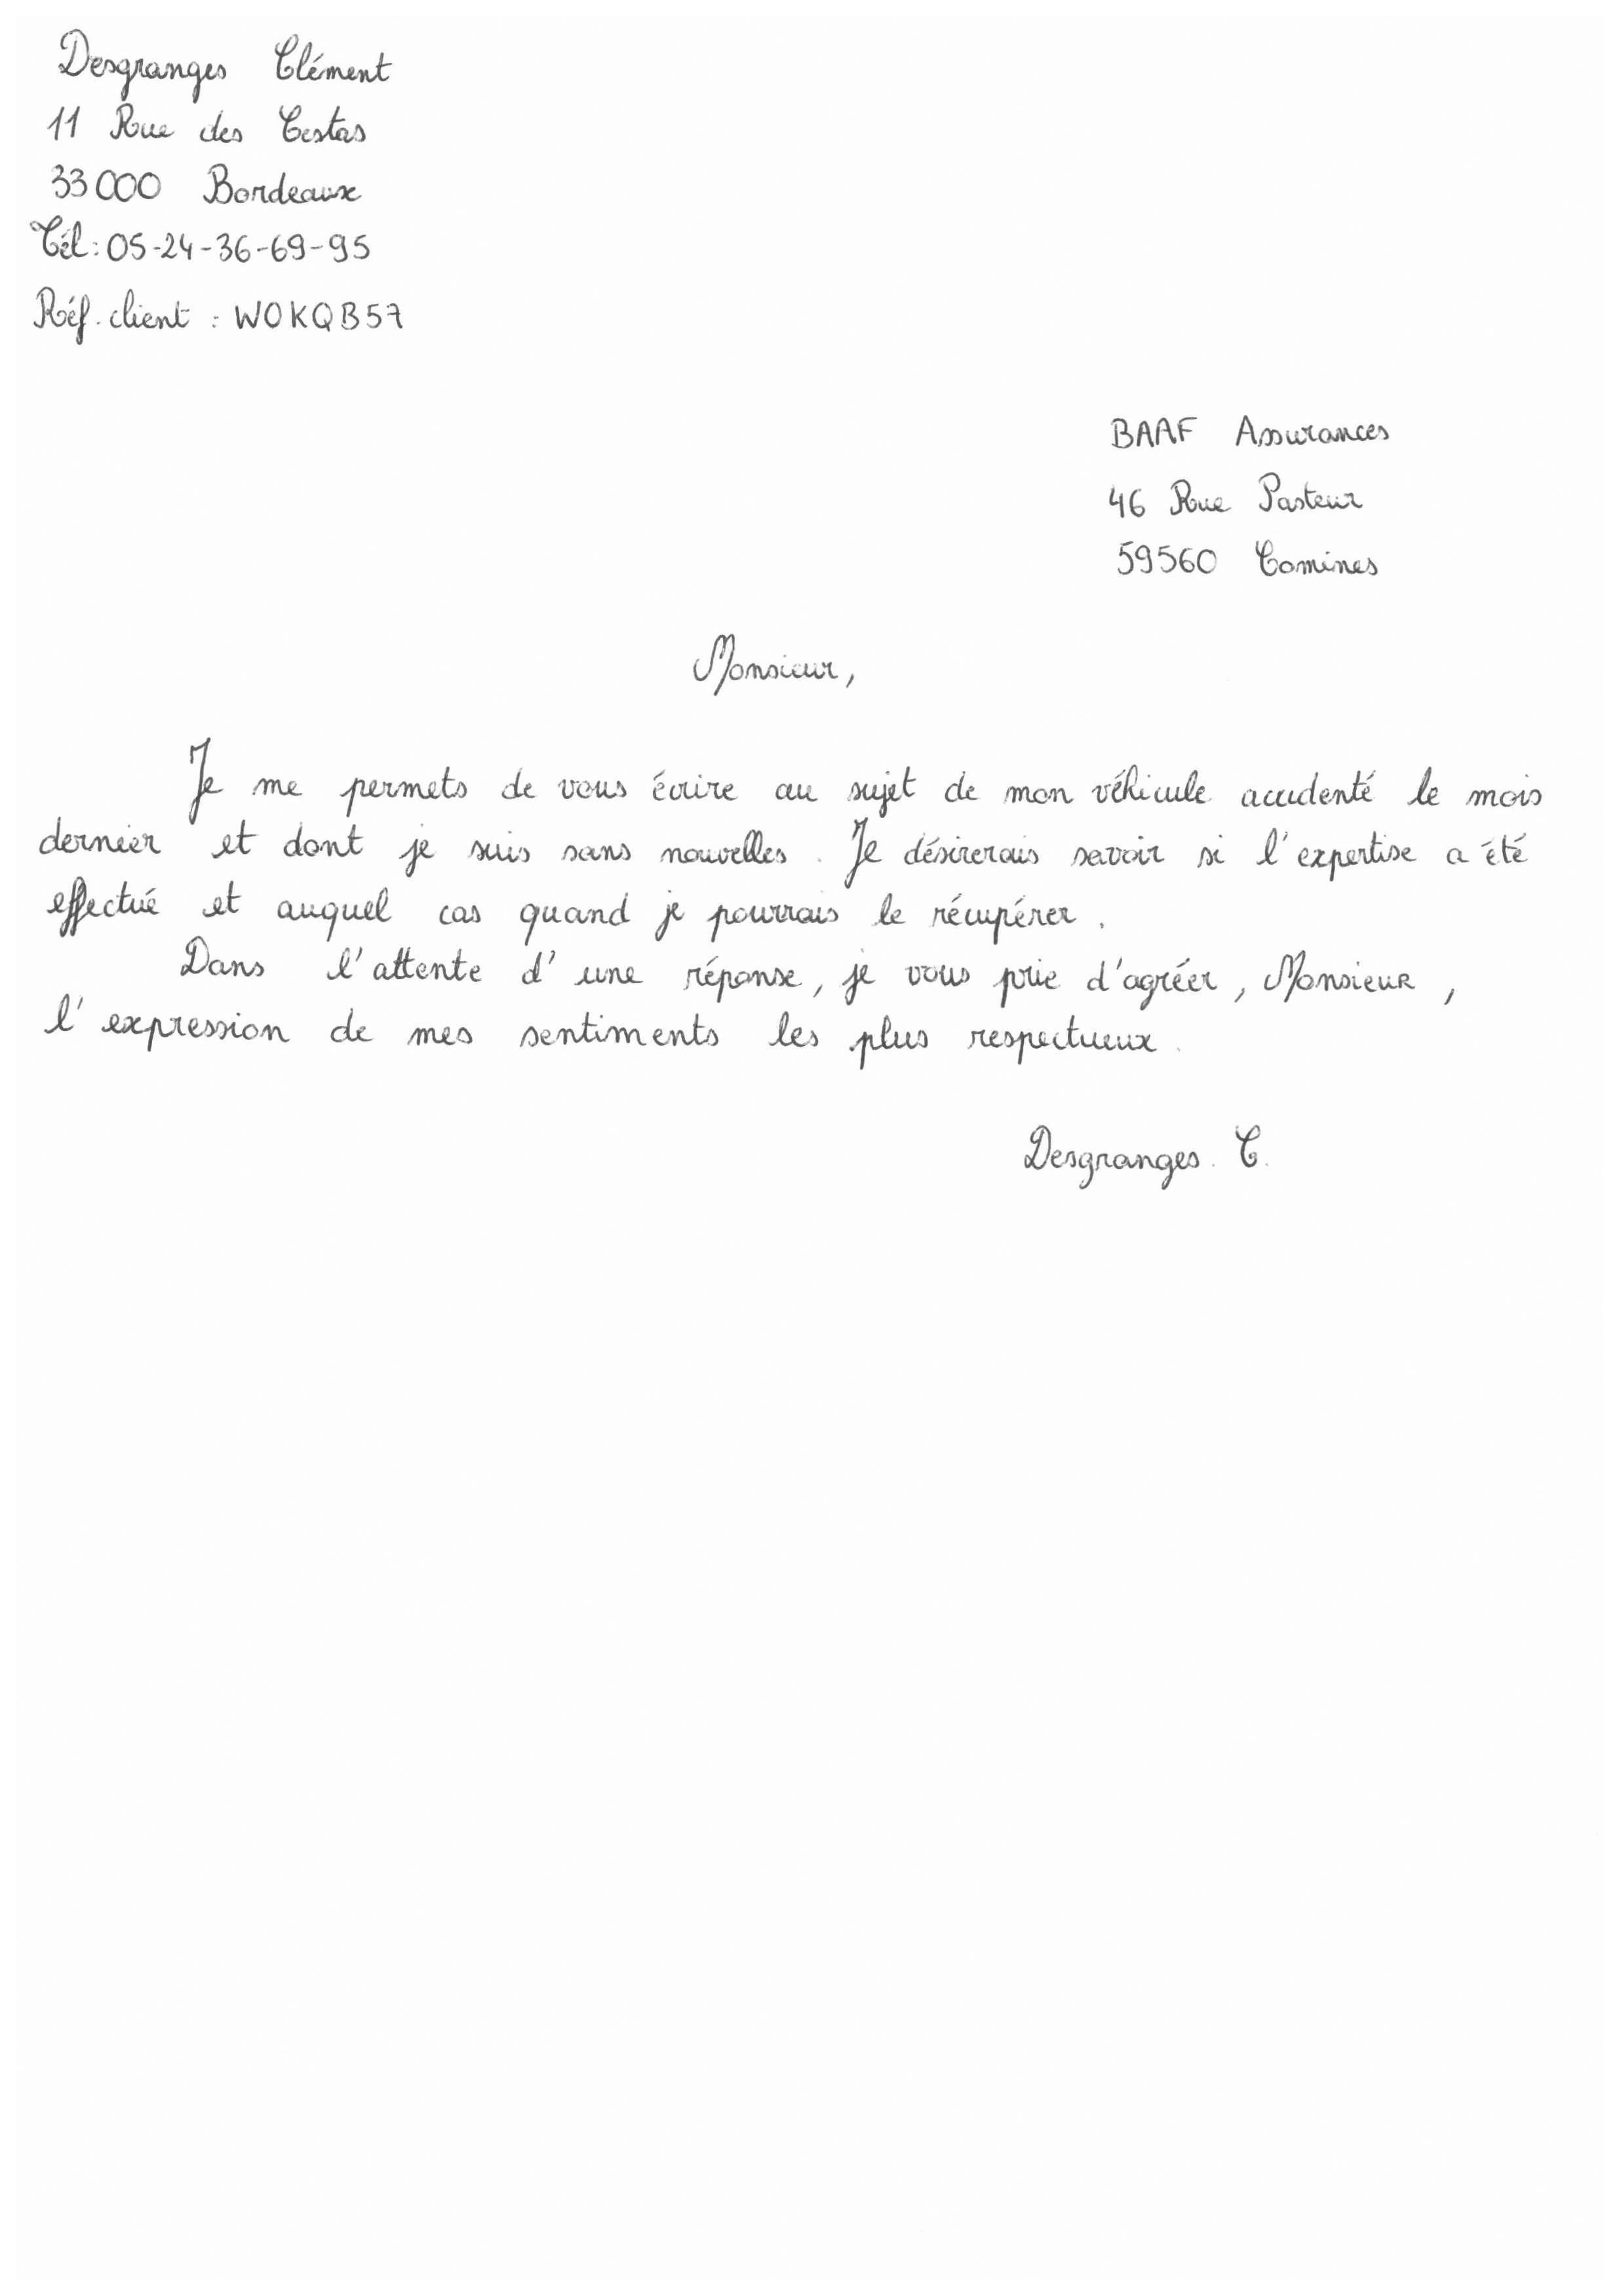 Desgranges Clément
11 Rue des Cestas
33000 Bordeaux
Tél : 05-24-36-69-95
Réf. client : WOKQB57
BAAF Assurances
46 Rue Pasteur
59560 Comines
Monsieur,
Je me permets de vous écrire au sujet de mon véhicule accidenté le mois
dernier et dont je suis sans nouvelles. Je désirerais savoir si l'expertise a été
effectué et auquel cas quand je pourrais le récupérer.
Dans l'attente d'une réponse, je vous prie d'agréer, Monsieur,
l'expression de mes sentiments les plus respectueux.
Desgranges. C.